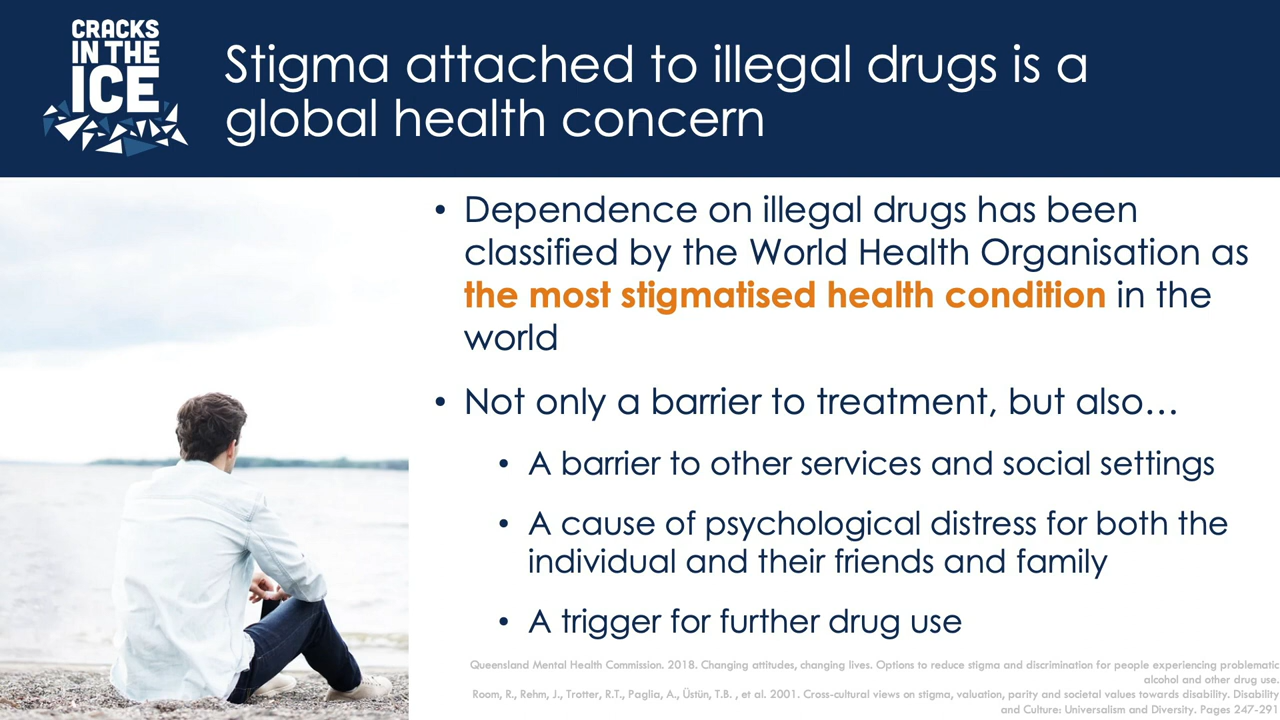 CRACKS
IN THE
ICE
Stigma attached to illegal drugs is a
global health concern
• Dependence on illegal drugs has been
classified by the World Health Organisation as
the most stigmatised health condition in the
world
• Not only a barrier to treatment, but also…
• A barrier to other services and social settings
• A cause of psychological distress for both the
individual and their friends and family
• A trigger for further drug use
Queensland Mental Health Commission. 2018. Changing attitudes, changing lives. Options to reduce stigma and discrimination for people experiencing problematic
alcohol and other drug use.
Room, R., Rehm, J., Trotter, R.T., Paglia, A., Üstün, T.B. , et al. 2001. Cross-cultural views on stigma, valuation, parity and societal values towards disability. Disability
and Culture: Universalism and Diversity. Pages 247-291